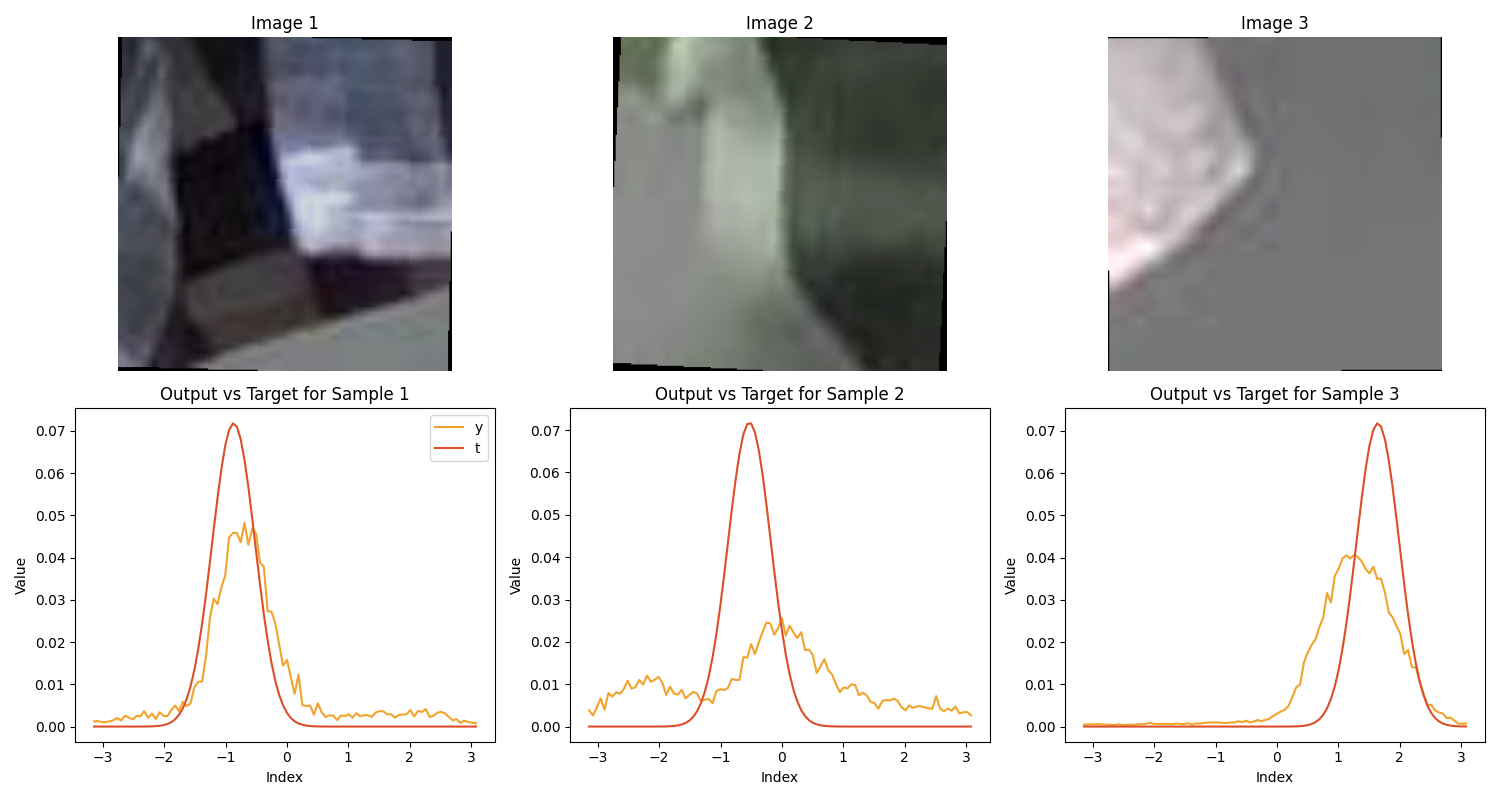 Image 1
Image 2
Image 3
Output vs Target for Sample 1
Output vs Target for Sample 2
Output vs Target for Sample 3
y
t
Value
0.07
0.06
0.05
0.04
0.03
0.02
0.01
0.00
−3 −2 −1 0 1 2 3
Index
Value
0.07
0.06
0.05
0.04
0.03
0.02
0.01
0.00
−3 −2 −1 0 1 2 3
Index
Value
0.07
0.06
0.05
0.04
0.03
0.02
0.01
0.00
−3 −2 −1 0 1 2 3
Index